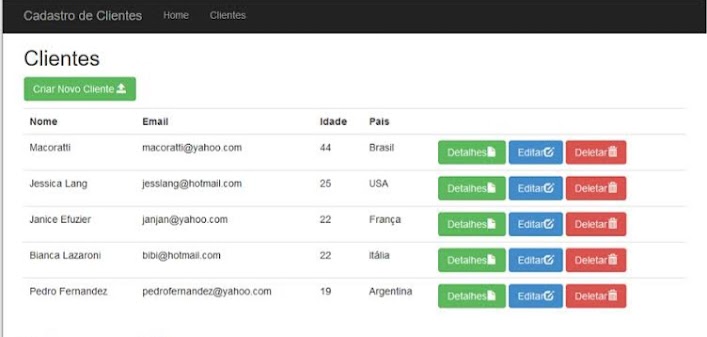 Cadastro de Clientes Home Clientes
Clientes
Criar Novo Cliente
Nome Email Idade Pais
Macoratti macoratti@yahoo.com 44 Brasil Detalhes Editar Deletar
Jessica Lang jesslang@hotmail.com 25 USA Detalhes Editar Deletar
Janice Efuzier janjan@yahoo.com 22 França Detalhes Editar Deletar
Bianca Lazaroni bibi@hotmail.com 22 Itália Detalhes Editar Deletar
Pedro Fernandez pedrofernandez@yahoo.com 19 Argentina Detalhes Editar Deletar